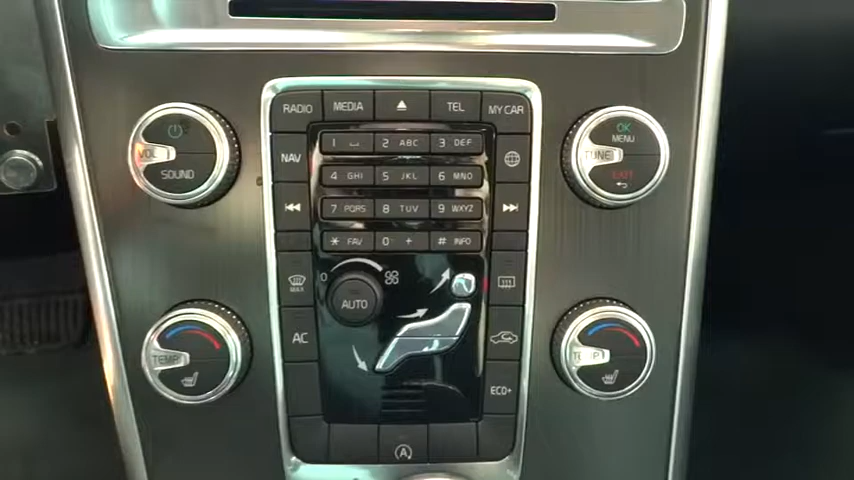 RADIO MEDIA TEL MY CAR
OK
MENU
VOL
SOUND
TUNE
EXIT
NAV
1 2 ABC 3 DEF
4 GHI 5 JKL 6 MNO
7 PQRS 8 TUV 9 WXYZ
* FAV 0 + # INFO
MAX
0
AUTO
AC
ECO+
TEMP
TEMP
A